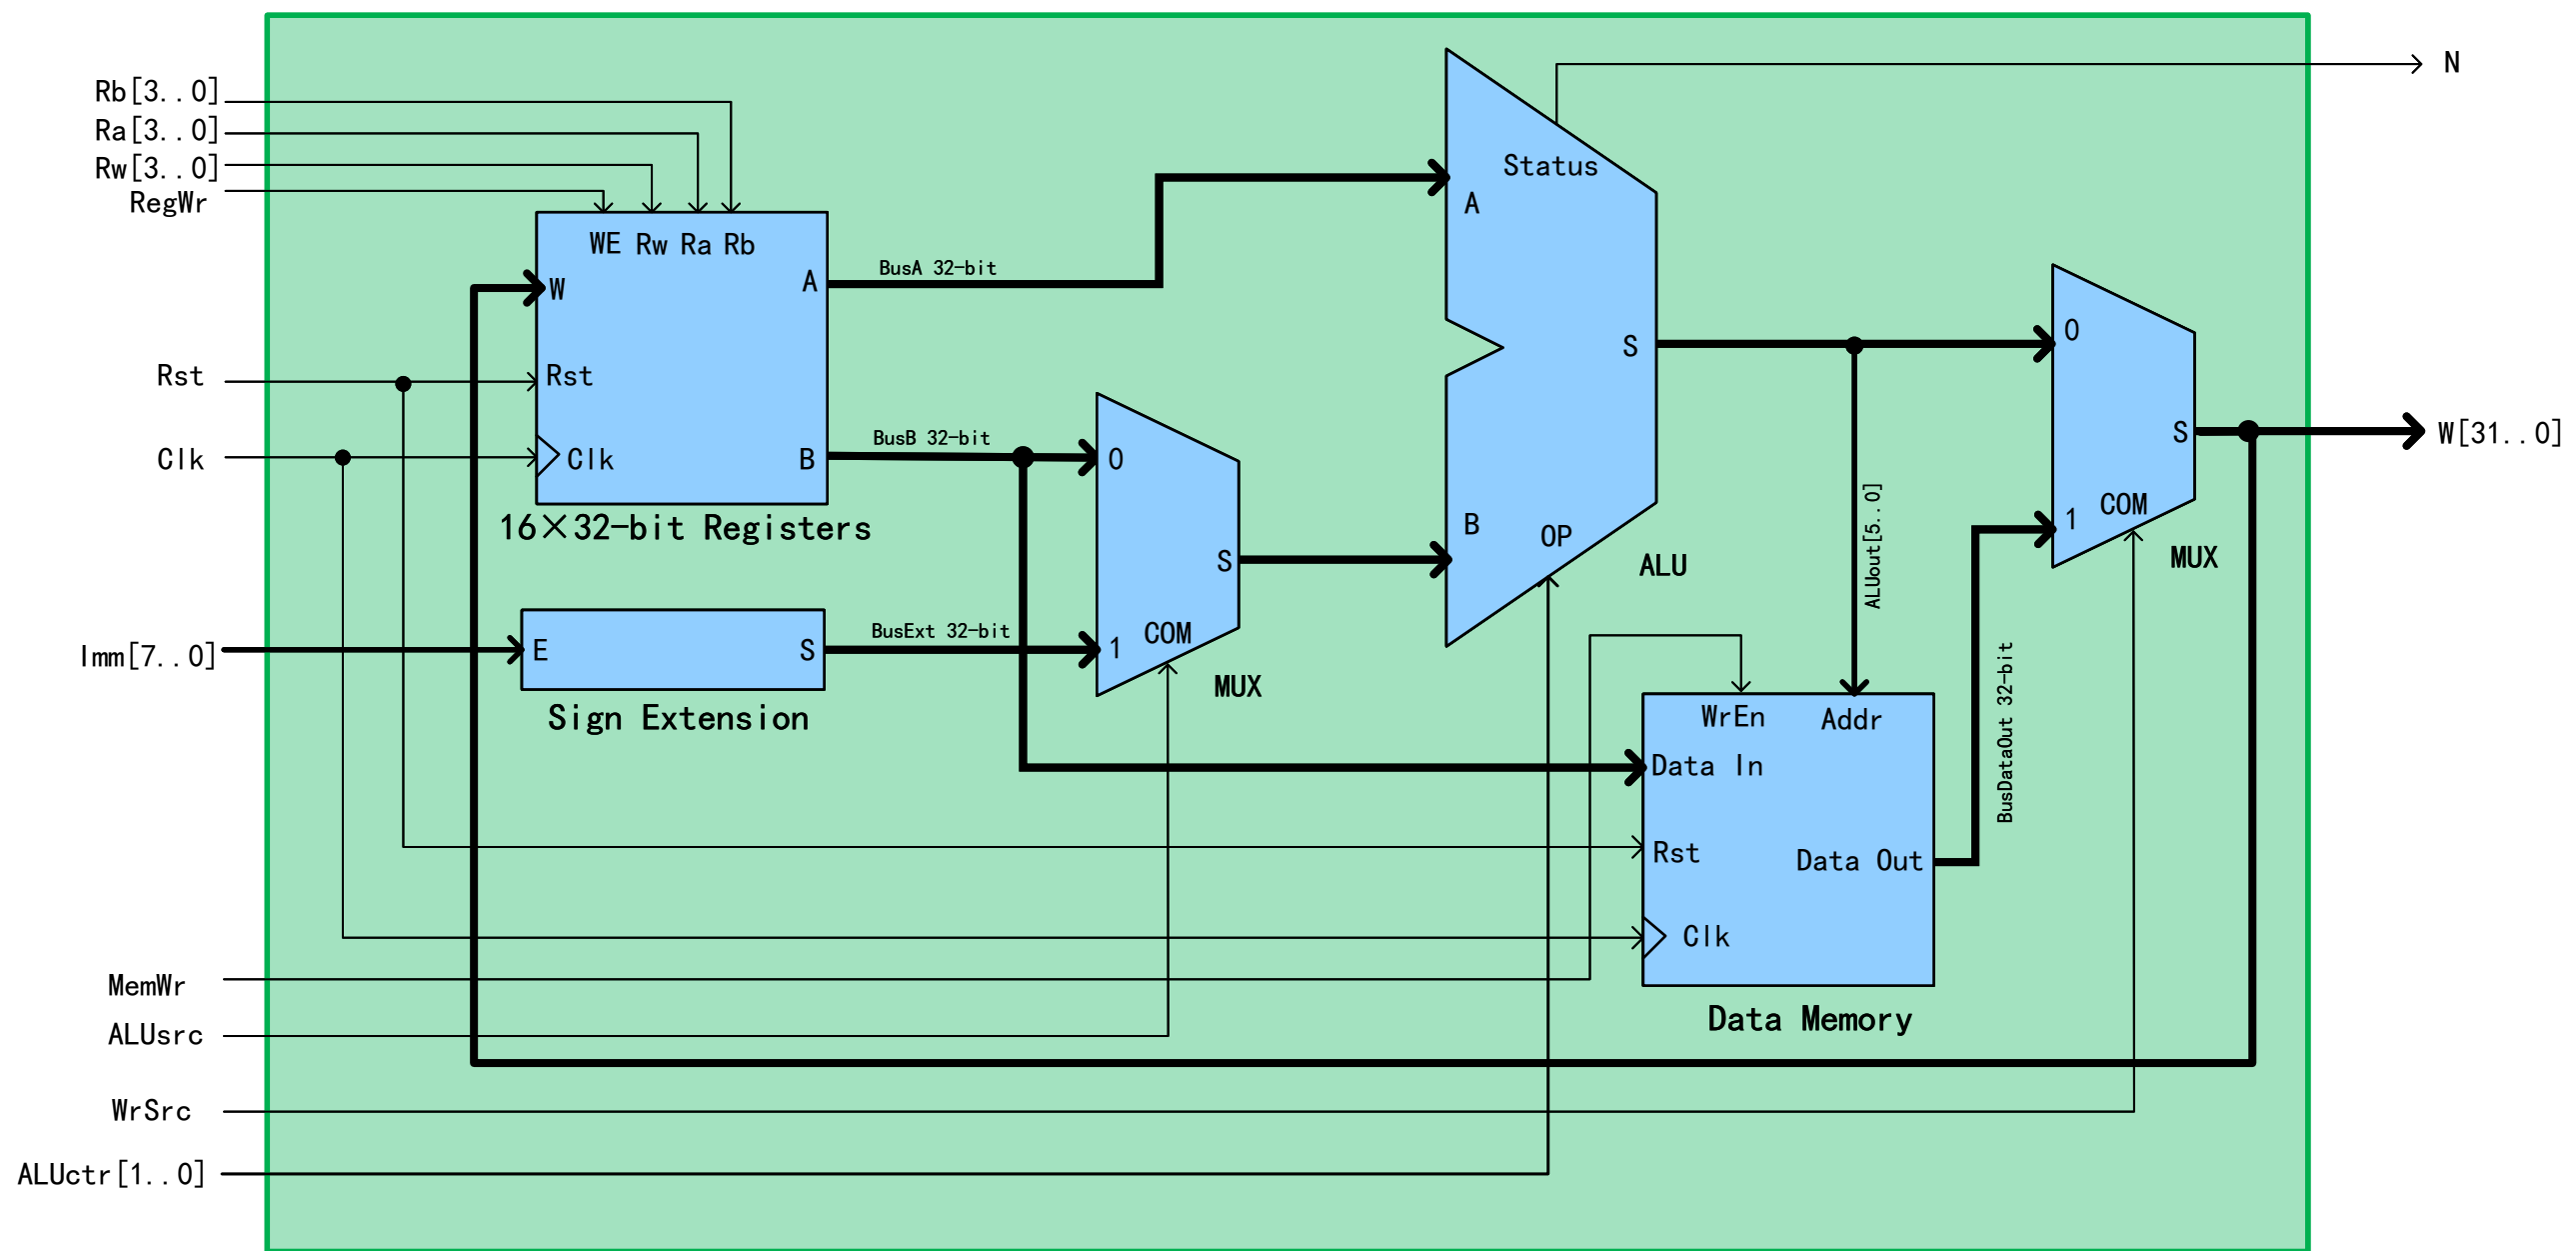 N
Rb[3..0]
Ra[3..0]
Rw[3..0]
RegWr
Status
A
WE Rw Ra Rb
BusA 32-bit
A
W
O
S
Rst
Rst
W[31..0]
S
BusB 32-bit
Clk
Clk
B
O
COM
1
16×32-bit Registers
B
OP
ALUout[5..0]
MUX
S
ALU
BusExt 32-bit
COM
Imm[7..0]
E
S
1
MUX
Sign Extension
WrEn
Addr
BusDataOut 32-bit
Data In
Rst
Data Out
Clk
MemWr
Data Memory
ALUsrc
WrSrc
ALUctr[1..0]